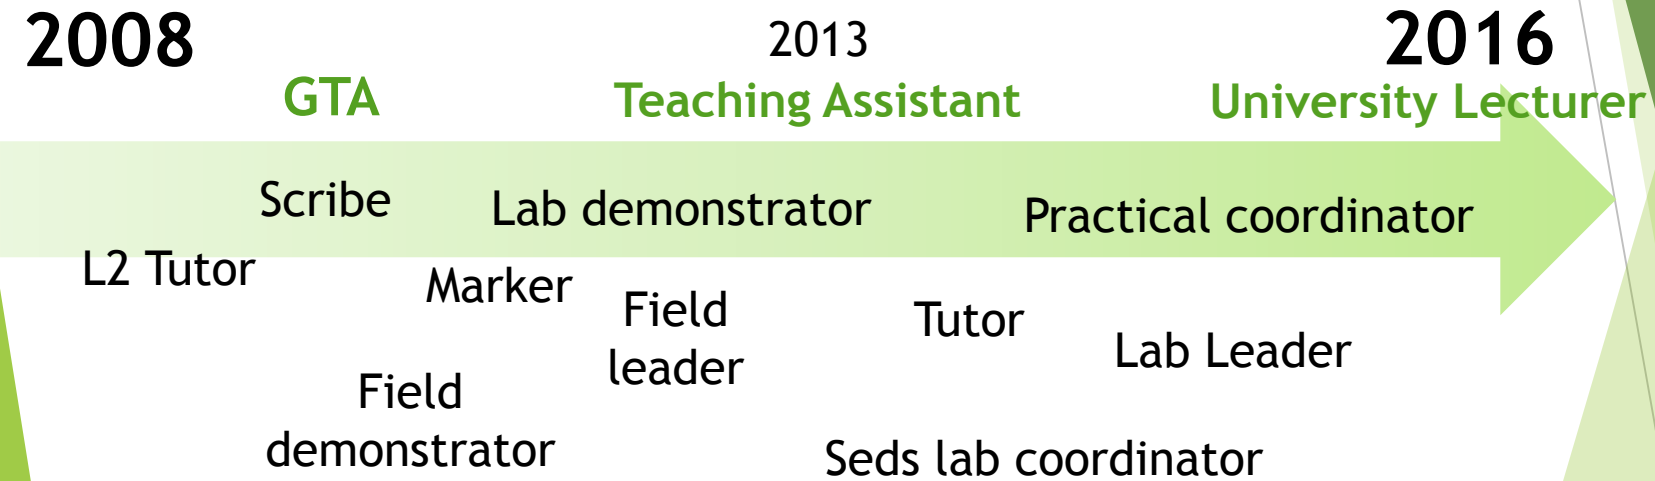 2008
2013
2016
GTA
Teaching Assistant
University Lecturer
Scribe
Lab demonstrator
Practical coordinator
L2 Tutor
Marker
Field
leader
Tutor
Lab Leader
Field
demonstrator
Seds lab coordinator